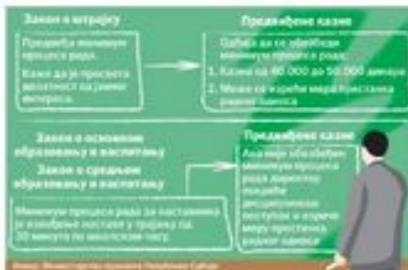 Закон о штрајку
Предвиђа минимум
процеса рада.
Каже да је просвета
делатност од јавног
интереса.
Предвиђене казне
Одбија да се обезбеди
минимум процеса рада:
1. Казна од 40.000 до 50.000 динара
2. Може се изрећи мера престанка
радног односа
Закон о основном
образовању и васпитању
Закон о средњем
образовању и васпитању
Минимум процеса рада за наставника
је извођење наставе у трајању од
30 минута по школском часу.
Предвиђене казне
Ако није обезбеђен
минимум процеса
рада директор
покреће
дисциплински
поступак и изриче
меру престанка
радног односа